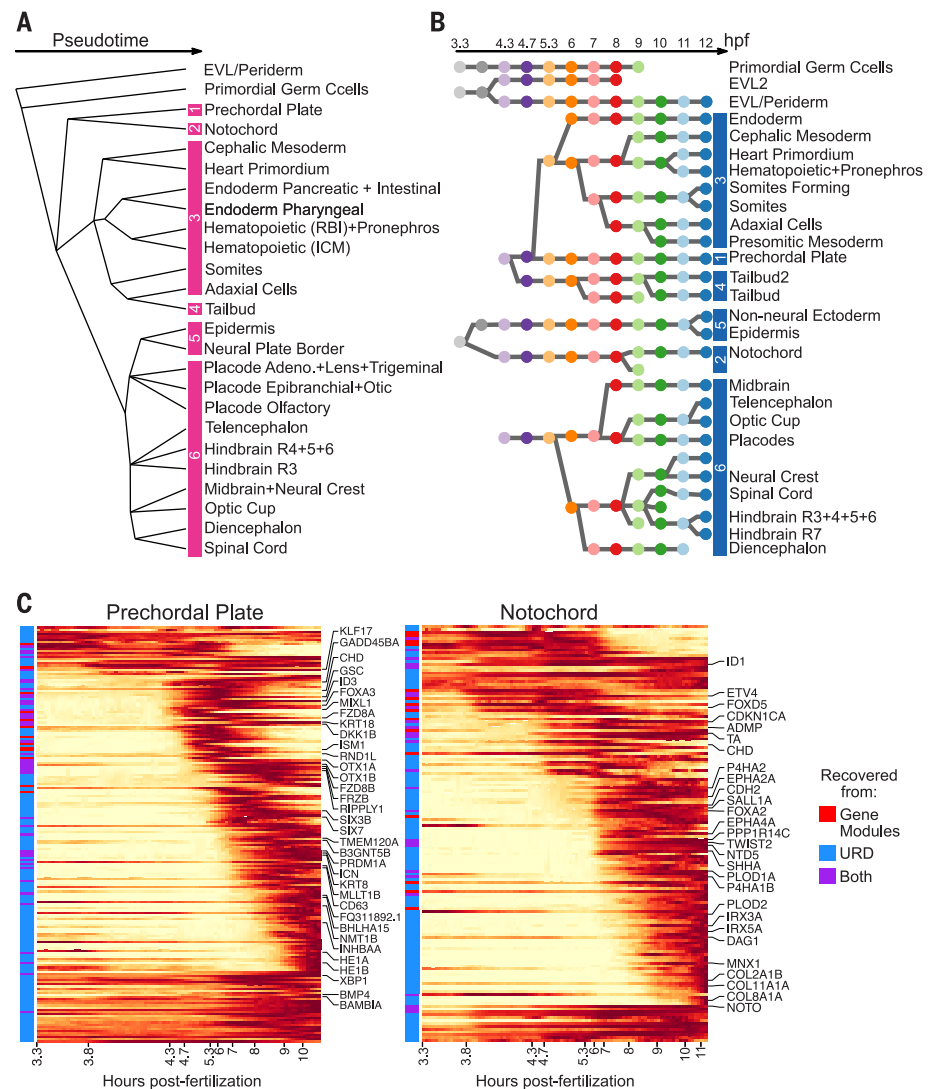 A
Pseudotime
EVL/Periderm
Primordial Germ Ccells
Prechordal Plate
Notochord
Cephalic Mesoderm
Heart Primordium
Endoderm Pancreatic + Intestinal
Endoderm Pharyngeal
Hematopoietic (RBI)+Pronephros
Hematopoietic (ICM)
Somites
Adaxial Cells
Tailbud
Epidermis
Neural Plate Border
Placode Adeno.+Lens+Trigeminal
Placode Epibranchial+Otic
Placode Olfactory
Telencephalon
Hindbrain R4+5+6
Hindbrain R3
Midbrain+Neural Crest
Optic Cup
Diencephalon
Spinal Cord
1
2
3
4
5
6
B
3.3 4.3 4.7 5.3 6 7 8 9 10 11 12 hpf
Primordial Germ Ccells
EVL2
EVL/Periderm
Endoderm
Cephalic Mesoderm
Heart Primordium
Hematopoietic+Pronephros
Somites Forming
Somites
Adaxial Cells
Presomitic Mesoderm
Prechordal Plate
Tailbud2
Tailbud
Non-neural Ectoderm
Epidermis
Notochord
Midbrain
Telencephalon
Optic Cup
Placodes
Neural Crest
Spinal Cord
Hindbrain R3+4+5+6
Hindbrain R7
Diencephalon
3
1
4
5
2
6
C
Prechordal Plate
KLF17
GADD45BA
CHD
GSC
ID3
FOXA3
MIXL1
FZD8A
KRT18
DKK1B
ISM1
RND1L
OTX1A
OTX1B
FZD8B
FRZB
RIPPLY1
SIX3B
SIX7
TMEM120A
B3GNT5B
PRDM1A
ICN
KRT8
MLLT1B
CD63
FQ311892.1
BHLHA15
NMT1B
INHBAA
HE1A
HE1B
XBP1
BMP4
BAMBIA
3.3 3.8 4.3 4.7 5.3 6 7 8 9 10
Hours post-fertilization
Notochord
ID1
ETV4
FOXD5
CDKN1CA
ADMP
TA
CHD
P4HA2
EPHA2A
CDH2
SALL1A
FOXA2
EPHA4A
PPP1R14C
TWIST2
NTD5
SHHA
PLOD1A
P4HA1B
PLOD2
IRX3A
IRX5A
DAG1
MNX1
COL2A1B
COL11A1A
COL8A1A
NOTO
3.3 3.8 4.3 4.7 5.3 6 7 8 9 10 11
Hours post-fertilization
Recovered
from:
Gene
Modules
URD
Both